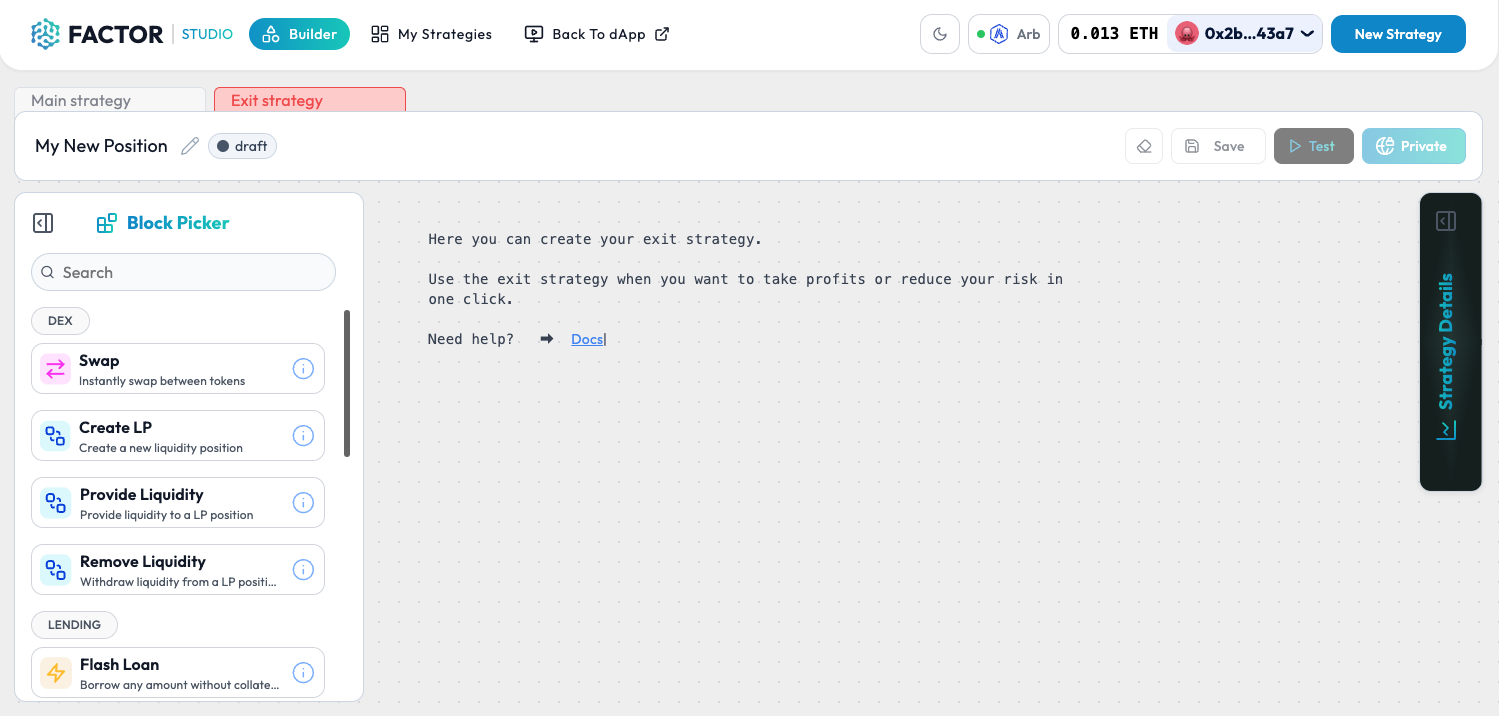 FACTOR STUDIO Builder My Strategies Back To dApp Arb 0.013 ETH 0x2b...43a7 New Strategy
Main strategy Exit strategy
My New Position draft Save Test Private
Block Picker
Search
DEX
Swap
Instantly swap between tokens
Create LP
Create a new liquidity position
Provide Liquidity
Provide liquidity to a LP position
Remove Liquidity
Withdraw liquidity from a LP positi...
LENDING
Flash Loan
Borrow any amount without collate...
Here you can create your exit strategy.
Use the exit strategy when you want to take profits or reduce your risk in
one click.
Need help? ➡ Docs|
Strategy Details